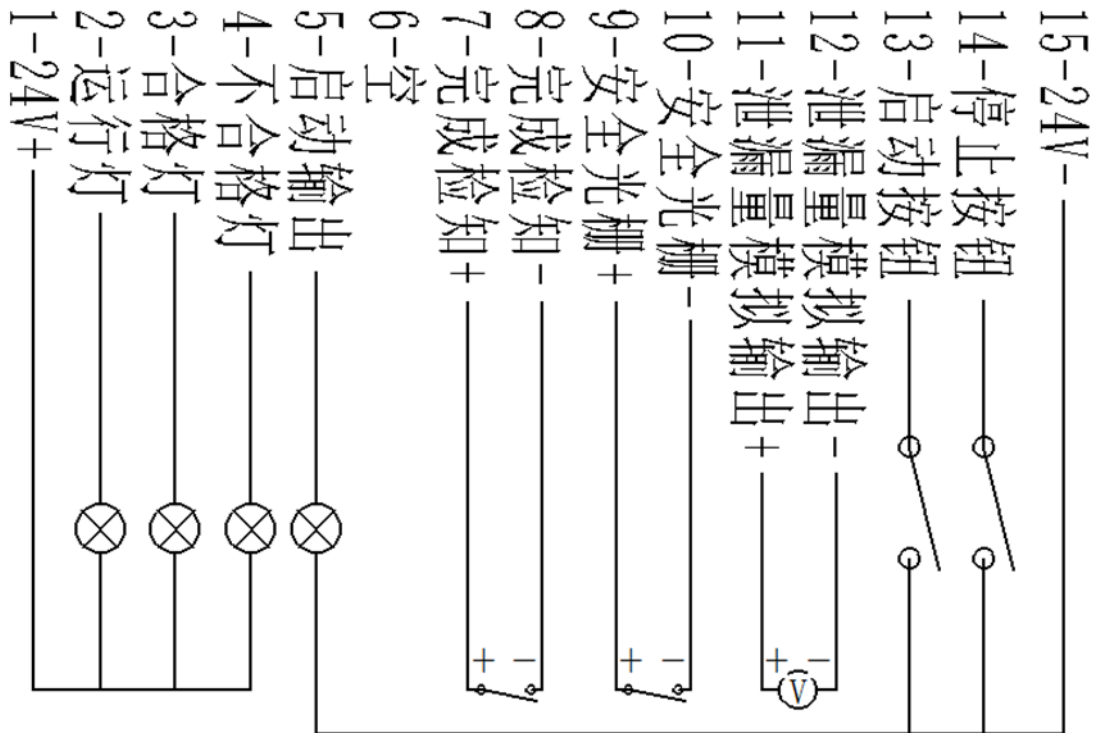 1-24V+
2-运行灯
3-合格灯
4-不合格灯
5-启动输出
6-空
7-完成检知+
8-完成检知-
9-安全光栅+
10-安全光栅-
11-泄漏量模拟输出+
12-泄漏量模拟输出-
13-启动按钮
14-停止按钮
15-24V-
+ -
+ -
+ -
V